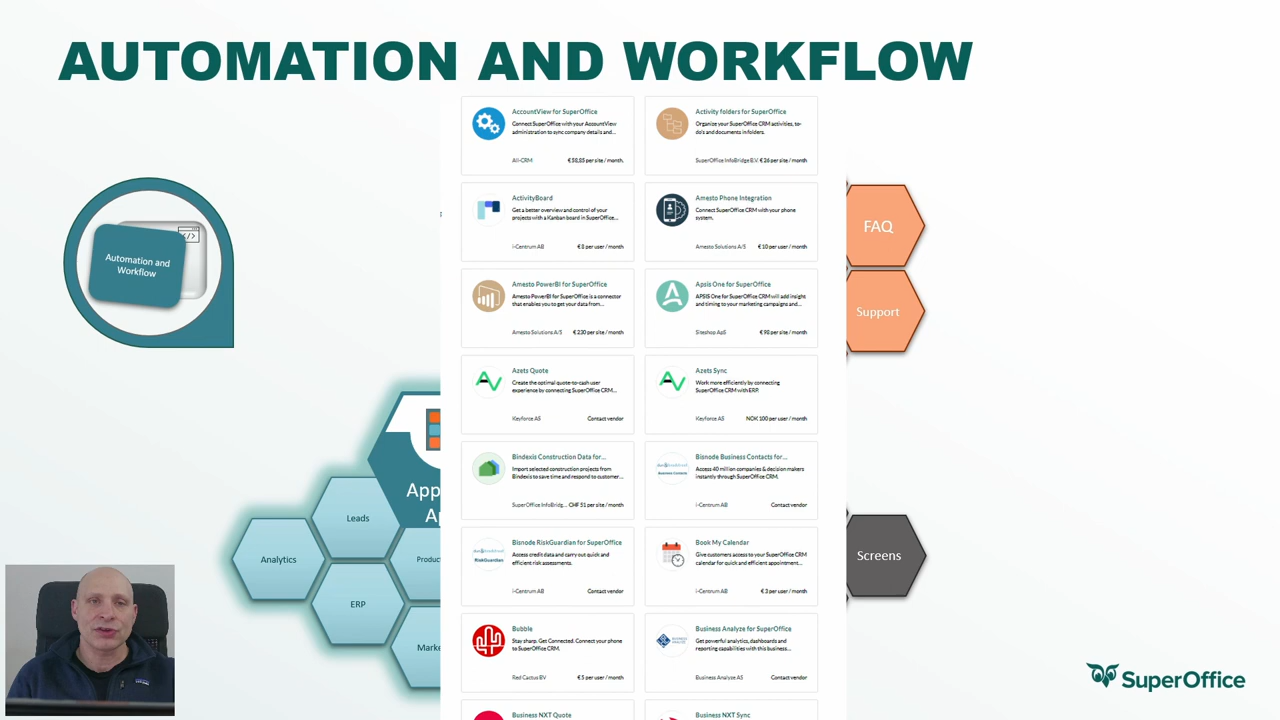 AUTOMATION AND WORKFLOW
Automation and
Workflow
AccountView for SuperOffice
Connect SuperOffice with your AccountView
administration to sync company details and...
All-CRM
€ 58,85 per site / month.
Activity folders for SuperOffice
Organize your SuperOffice CRM activities, to-
do's and documents in folders.
SuperOffice InfoBridge B.V.
€ 26 per site / month
ActivityBoard
Get a better overview and control of your
projects with a Kanban board in SuperOffice...
i-Centrum AB
€ 8 per user / month
Amesto Phone Integration
Connect SuperOffice CRM with your phone
system.
Amesto Solutions A/S
€ 10 per user / month
Amesto PowerBI for SuperOffice
Amesto PowerBI for SuperOffice is a connector
that enables you to get your data from...
Amesto Solutions A/S
€ 230 per site / month
Apsis One for SuperOffice
APSIS One for SuperOffice CRM will add insight
and timing to your marketing campaigns and...
Siteshop ApS
€ 98 per site / month
Azets Quote
Create the optimal quote-to-cash user
experience by connecting SuperOffice CRM...
Keyforce AS
Contact vendor
Azets Sync
Work more efficiently by connecting
SuperOffice CRM with ERP.
Keyforce AS
NOK 100 per user / month
Bindexis Construction Data for...
Import selected construction projects from
Bindexis to save time and respond to customer...
SuperOffice InfoBridg...
CHF 51 per site / month
Business Contacts
Bisnode Business Contacts for...
Access 40 million companies & decision makers
instantly through SuperOffice CRM.
i-Centrum AB
Contact vendor
RiskGuardian
Bisnode RiskGuardian for SuperOffice
Access credit data and carry out quick and
efficient risk assessments.
i-Centrum AB
Contact vendor
Book My Calendar
Give customers access to your SuperOffice CRM
calendar for quick and efficient appointment...
i-Centrum AB
€ 3 per user / month
Bubble
Stay sharp. Get Connected. Connect your phone
to SuperOffice CRM.
Red Cactus BV
€ 5 per user / month
Business Analyze for SuperOffice
Get powerful analytics, dashboards and
reporting capabilities with this business...
Business Analyze AS
Contact vendor
Business NXT Quote
Business NXT Sync
FAQ
Support
Screens
App
A
Leads
Analytics
Produc
ERP
Marke
SuperOffice